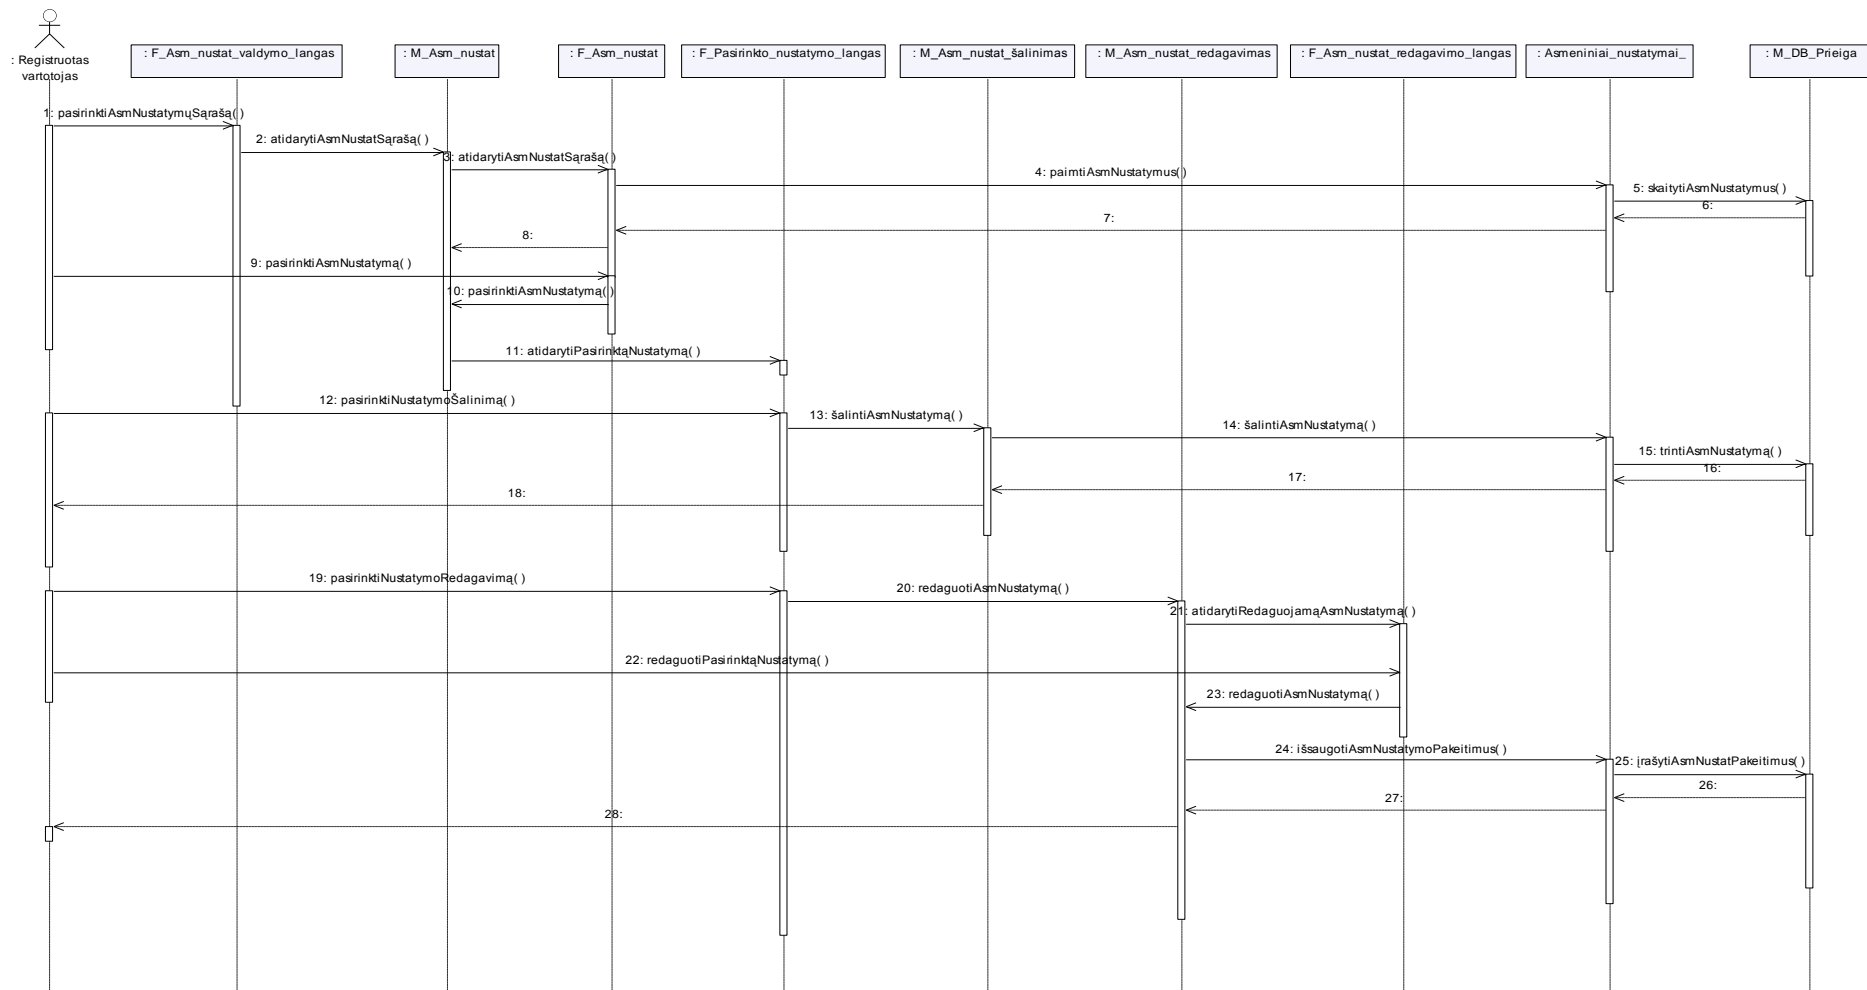 : Registruotas
vartotojas
: F_Asm_nustat_valdymo_langas
: M_Asm_nustat
: F_Asm_nustat
: F_Pasirinkto_nustatymo_langas
: M_Asm_nustat_šalinimas
: M_Asm_nustat_redagavimas
: F_Asm_nustat_redagavimo_langas
: Asmeniniai_nustatymai_
: M_DB_Prieiga
1: pasirinktiAsmNustatymųSąrašą( )
2: atidarytiAsmNustatSąrašą( )
3: atidarytiAsmNustatSąrašą( )
4: paimtiAsmNustatymus( )
5: skaitytiAsmNustatymus( )
6:
7:
8:
9: pasirinktiAsmNustatymą( )
10: pasirinktiAsmNustatymą( )
11: atidarytiPasirinktąNustatymą( )
12: pasirinktiNustatymoŠalinimą( )
13: šalintiAsmNustatymą( )
14: šalintiAsmNustatymą( )
15: trintiAsmNustatymą( )
16:
17:
18:
19: pasirinktiNustatymoRedagavimą( )
20: redaguotiAsmNustatymą( )
21: atidarytiRedaguojamąAsmNustatymą( )
22: redaguotiPasirinktąNustatymą( )
23: redaguotiAsmNustatymą( )
24: išsaugotiAsmNustatymoPakeitimus( )
25: įrašytiAsmNustatPakeitimus( )
26:
27:
28: